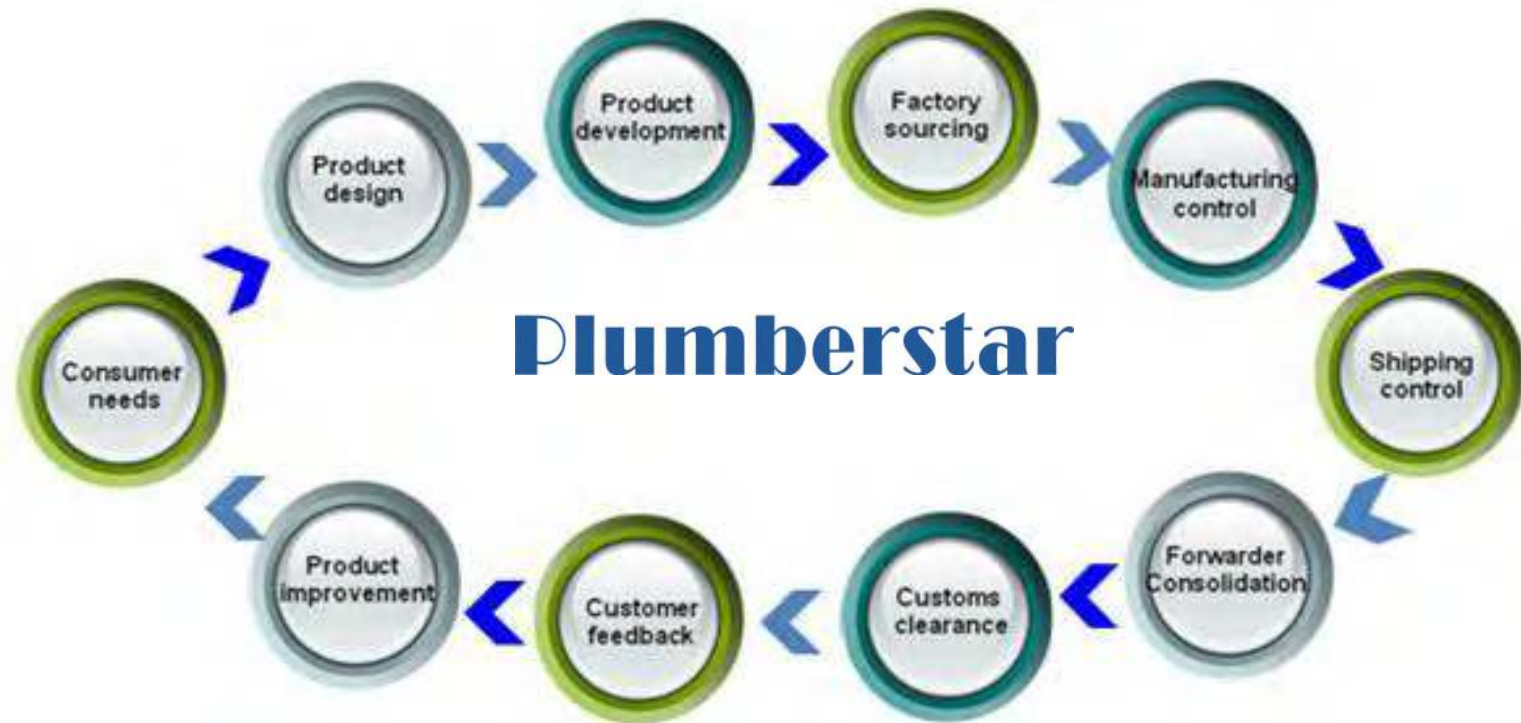 Product
development
Factory
sourcing
Product
design
Manufacturing
control
Plumberstar
Consumer
needs
Shipping
control
Product
improvement
Customer
feedback
Customs
clearance
Forwarder
Consolidation